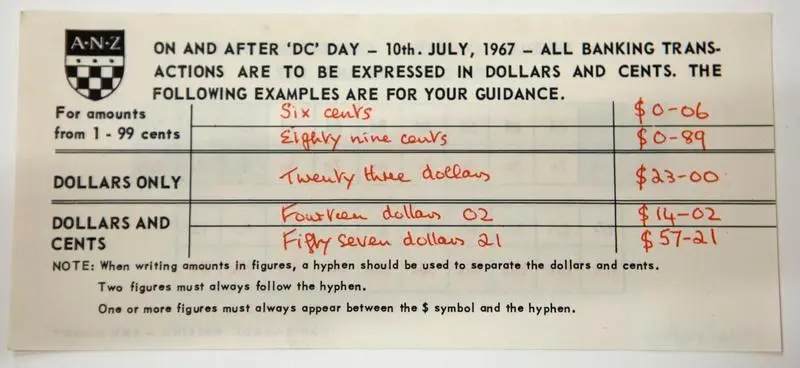 A·N·Z
ON AND AFTER 'DC' DAY – 10th. JULY, 1967 – ALL BANKING TRANS-
ACTIONS ARE TO BE EXPRESSED IN DOLLARS AND CENTS. THE
FOLLOWING EXAMPLES ARE FOR YOUR GUIDANCE.
For amounts Six cents $0-06
from 1 - 99 cents Eighty nine cents $0-89
DOLLARS ONLY Twenty three dollars $23-00
DOLLARS AND Fourteen dollars 02 $14-02
CENTS Fifty seven dollars 21 $57-21
NOTE: When writing amounts in figures, a hyphen should be used to separate the dollars and cents.
Two figures must always follow the hyphen.
One or more figures must always appear between the $ symbol and the hyphen.